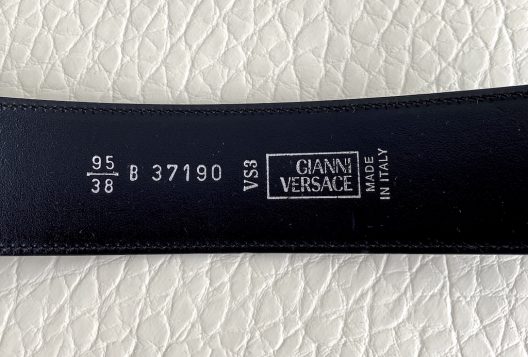 95
38
B 37190
VS3
GIANNI
VERSACE
MADE
IN ITALY